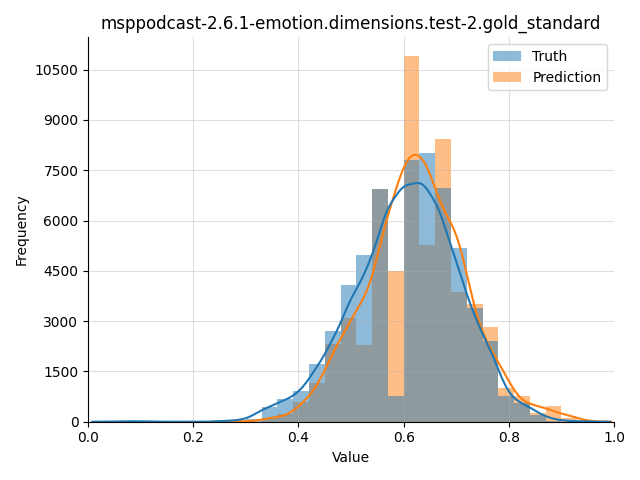 msppodcast-2.6.1-emotion.dimensions.test-2.gold_standard
Truth
Prediction
10500
9000
7500
6000
4500
3000
1500
0
Frequency
0.0 0.2 0.4 0.6 0.8 1.0
Value